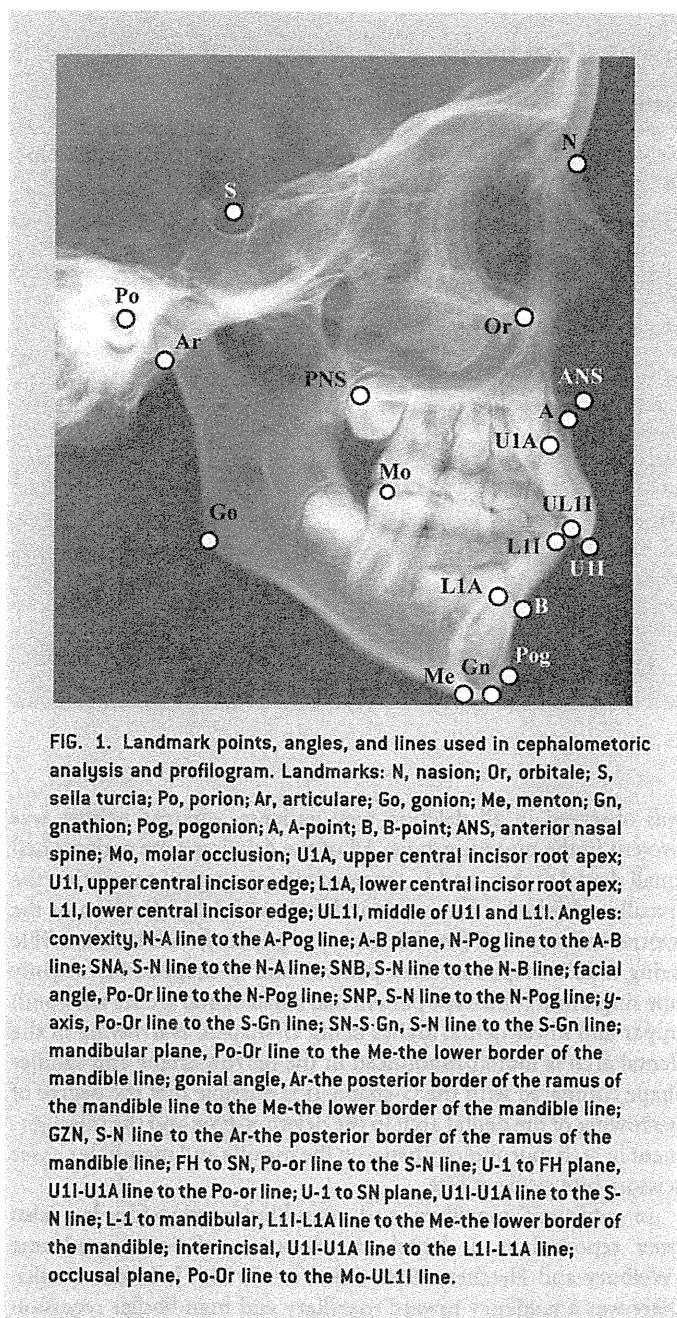 N
S
Po
Or
Ar
PNS
ANS
A
U1A
Mo
UL1I
Go
L1I
U1I
L1A
B
Pog
Me Gn
FIG. 1. Landmark points, angles, and lines used in cephalometoric
analysis and profilogram. Landmarks: N, nasion; Or, orbitale; S,
sella turcia; Po, porion; Ar, articulare; Go, gonion; Me, menton; Gn,
gnathion; Pog, pogonion; A, A-point; B, B-point; ANS, anterior nasal
spine; Mo, molar occlusion; U1A, upper central incisor root apex;
U1I, upper central incisor edge; L1A, lower central incisor root apex;
L1I, lower central incisor edge; UL1I, middle of U1I and L1I. Angles:
convexity, N-A line to the A-Pog line; A-B plane, N-Pog line to the A-B
line; SNA, S-N line to the N-A line; SNB, S-N line to the N-B line; facial
angle, Po-Or line to the N-Pog line; SNP, S-N line to the N-Pog line; y-
axis, Po-Or line to the S-Gn line; SN-S·Gn, S-N line to the S-Gn line;
mandibular plane, Po-Or line to the Me-the lower border of the
mandible line; gonial angle, Ar-the posterior border of the ramus of
the mandible line to the Me-the lower border of the mandible line;
GZN, S-N line to the Ar-the posterior border of the ramus of the
mandible line; FH to SN, Po-or line to the S-N line; U-1 to FH plane,
U1I-U1A line to the Po-or line; U-1 to SN plane, U1I-U1A line to the S-
N line; L-1 to mandibular, L1I-L1A line to the Me-the lower border of
the mandible; interincisal, U1I-U1A line to the L1I-L1A line;
occlusal plane, Po-Or line to the Mo-UL1I line.